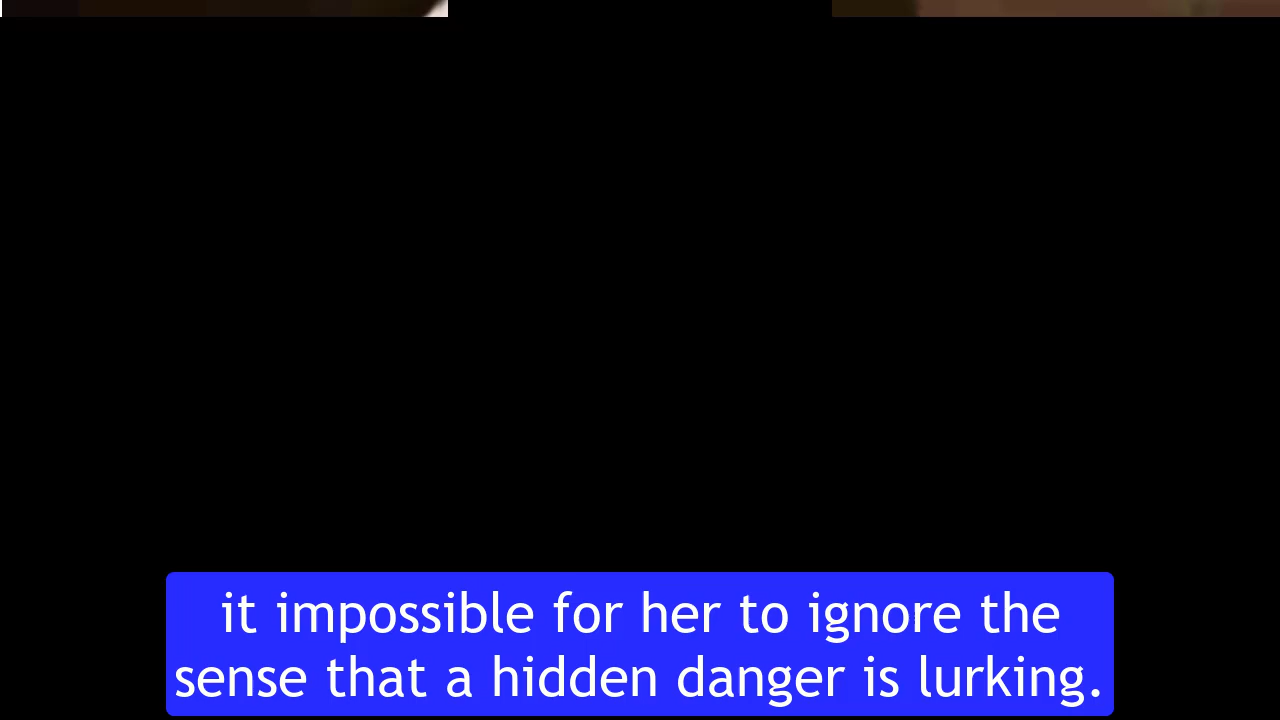 it impossible for her to ignore the
sense that a hidden danger is lurking.